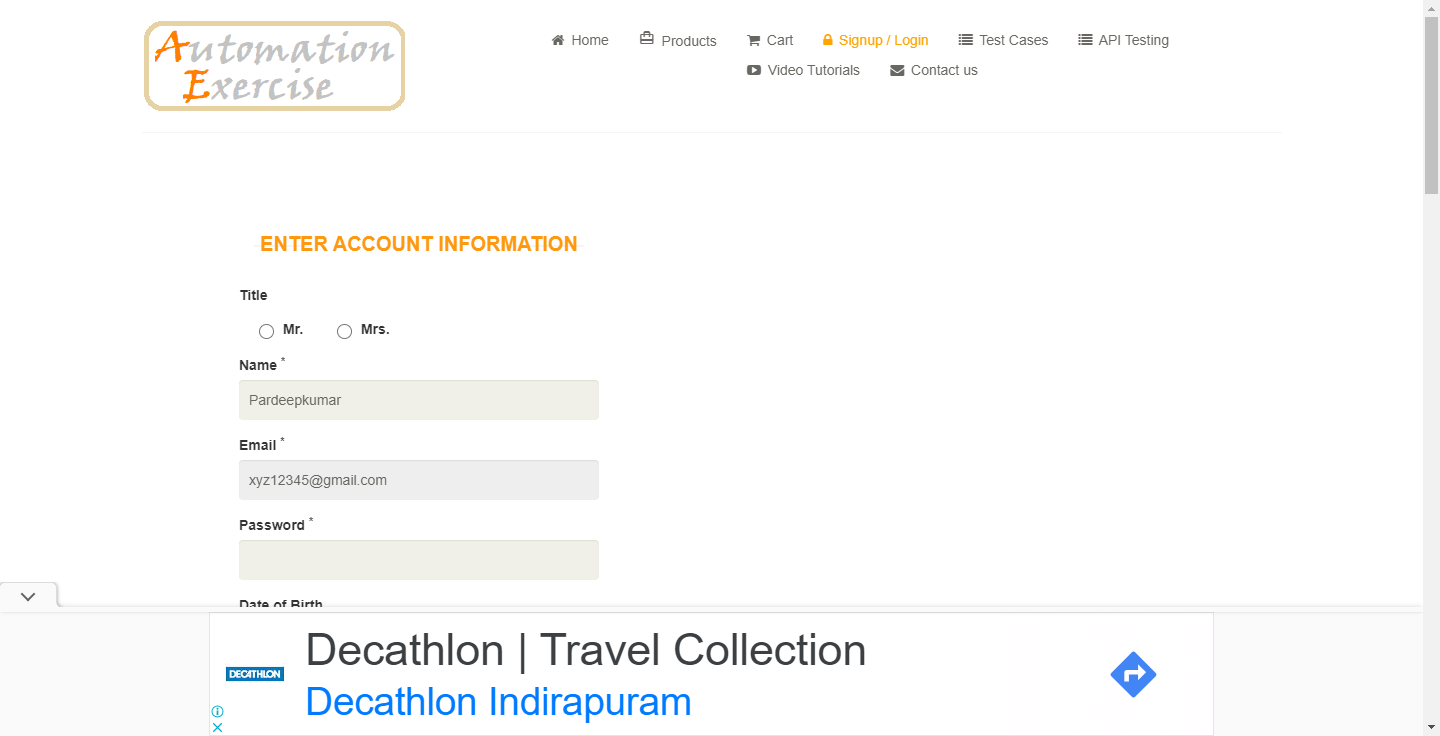 Automation
Exercise
Home
Products
Cart
Signup / Login
Test Cases
API Testing
Video Tutorials
Contact us
ENTER ACCOUNT INFORMATION
Title
Mr.
Mrs.
Name *
Pardeepkumar
Email *
xyz12345@gmail.com
Password *
Date of Birth
DECATHLON
Decathlon | Travel Collection
Decathlon Indirapuram